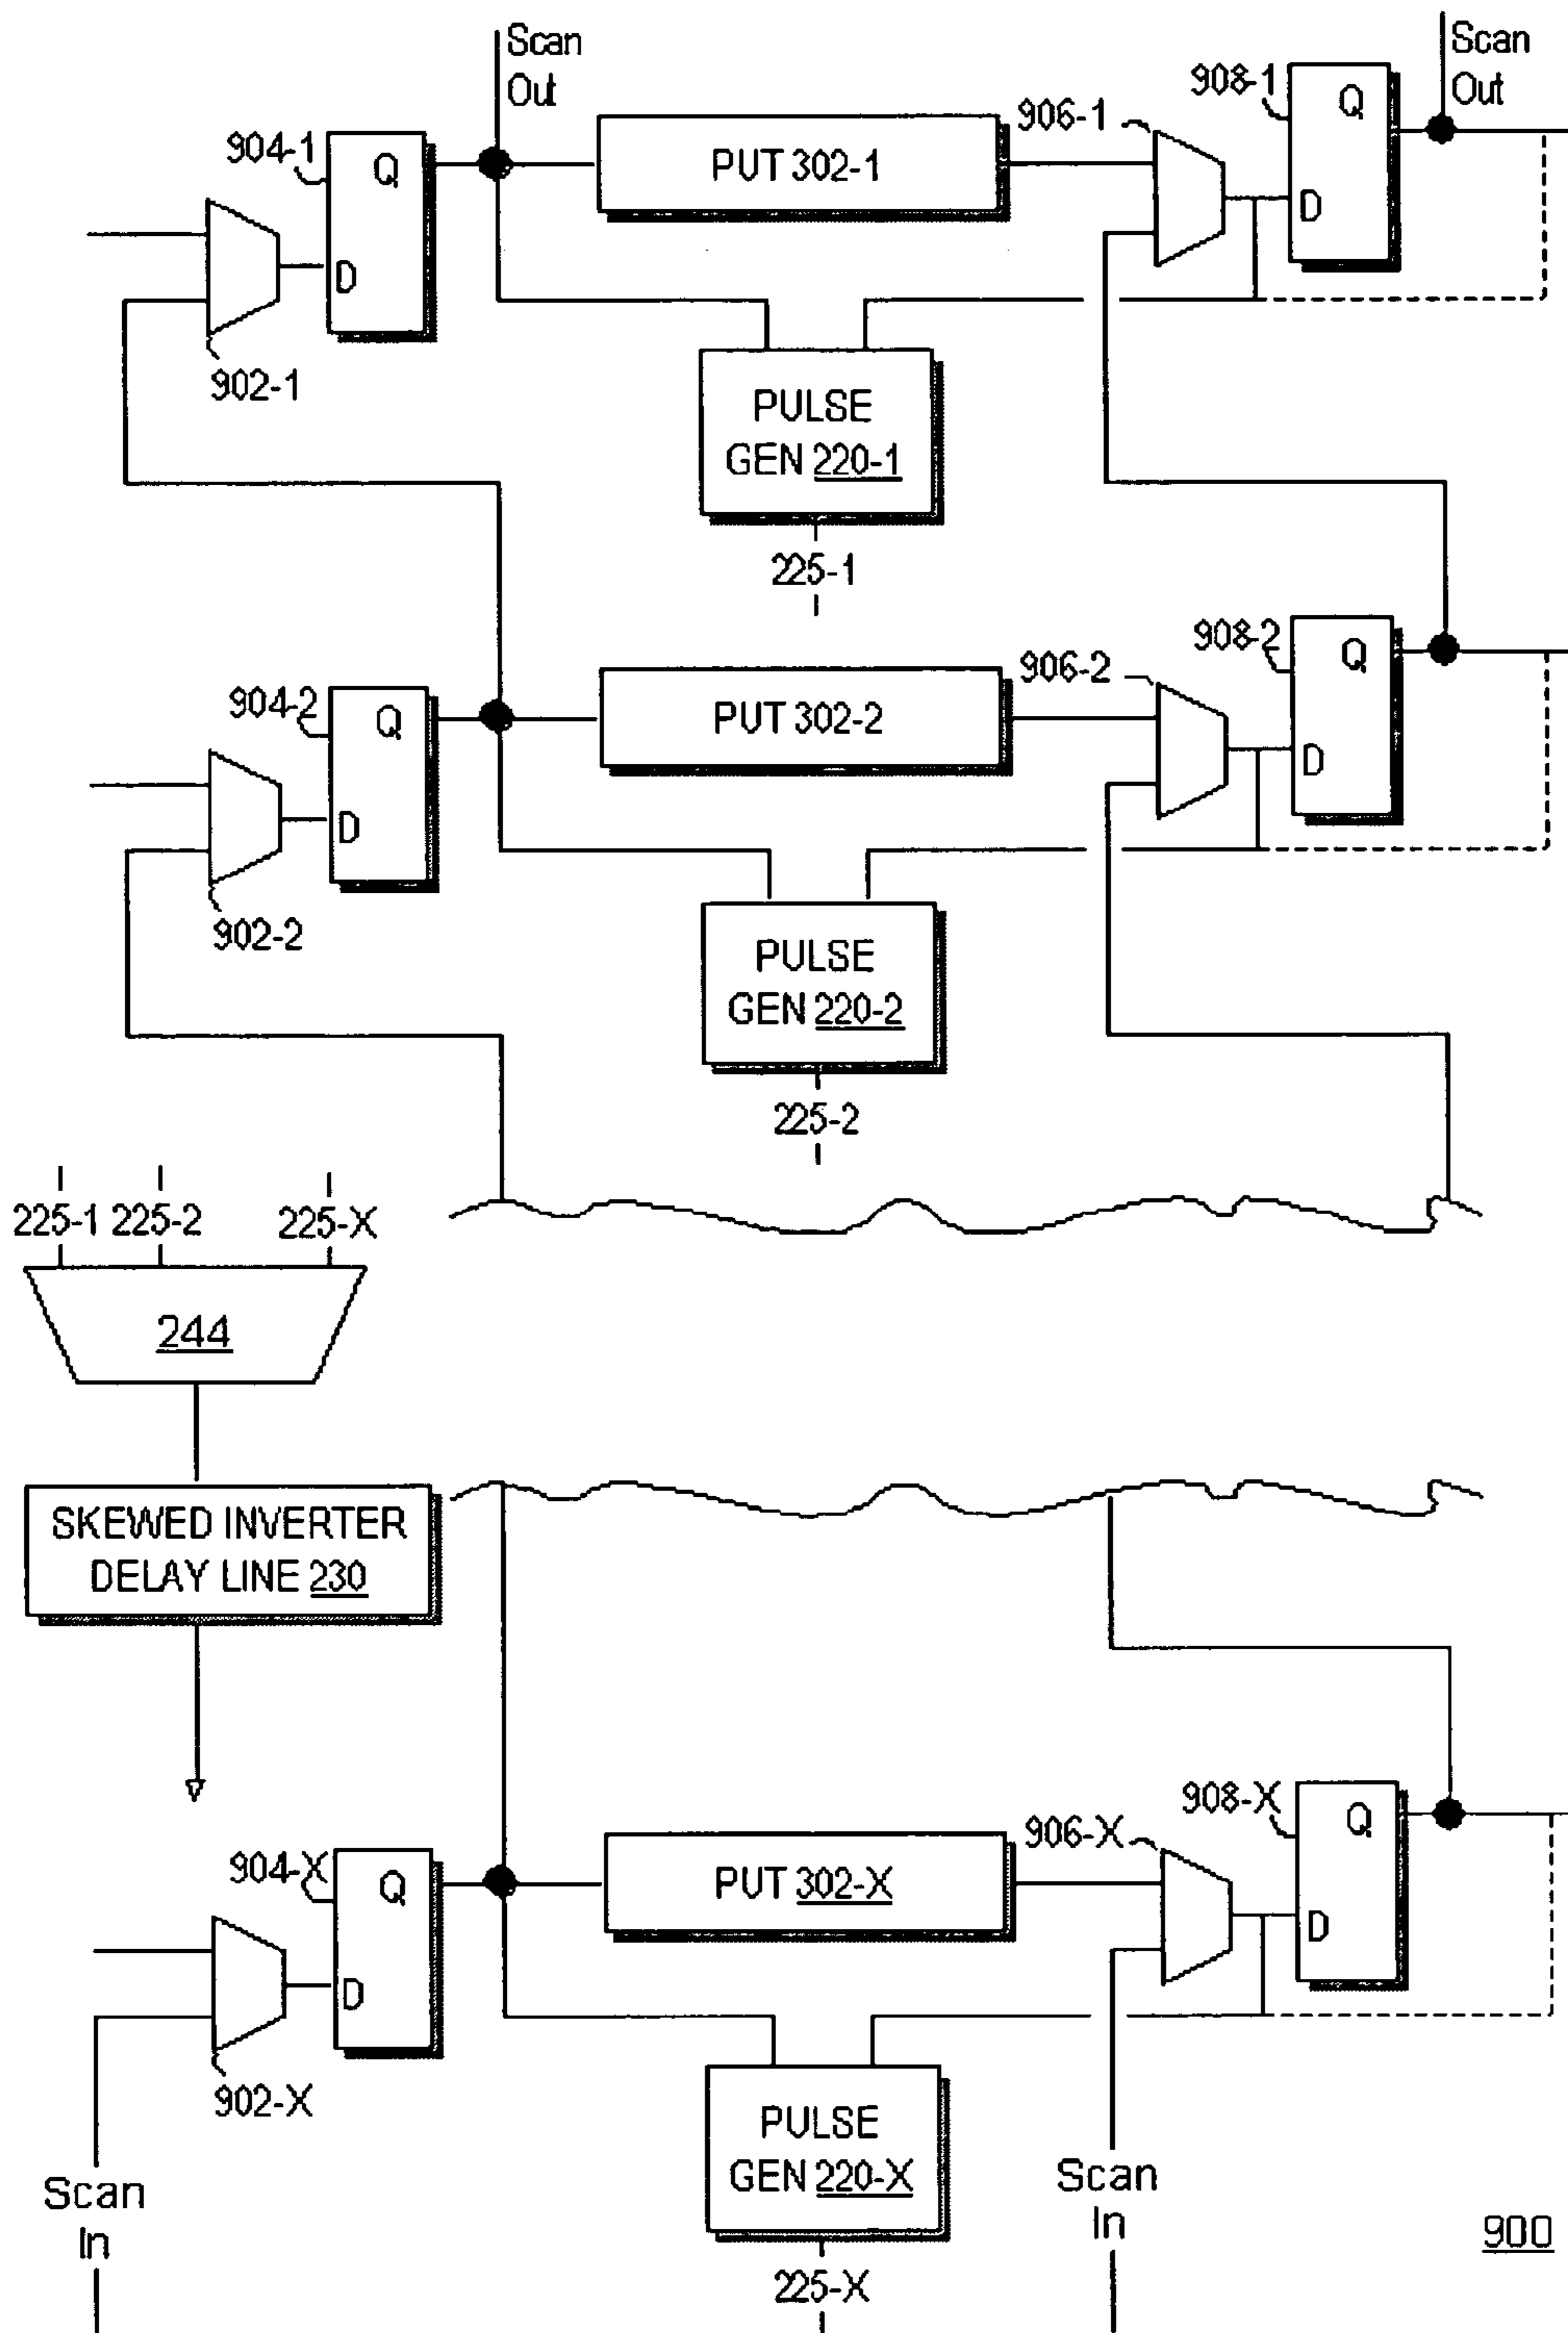 Scan
Out
Scan
Out
908-1
Q
D
906-1
904-1
Q
D
PUT 302-1
902-1
PULSE
GEN 220-1
225-1
908-2
Q
D
906-2
904-2
Q
D
PUT 302-2
902-2
PULSE
GEN 220-2
225-2
225-1 225-2 225-X
244
SKEWED INVERTER
DELAY LINE 230
908-X
Q
D
906-X
904-X
Q
D
PUT 302-X
902-X
PULSE
GEN 220-X
225-X
Scan
In
Scan
In
900